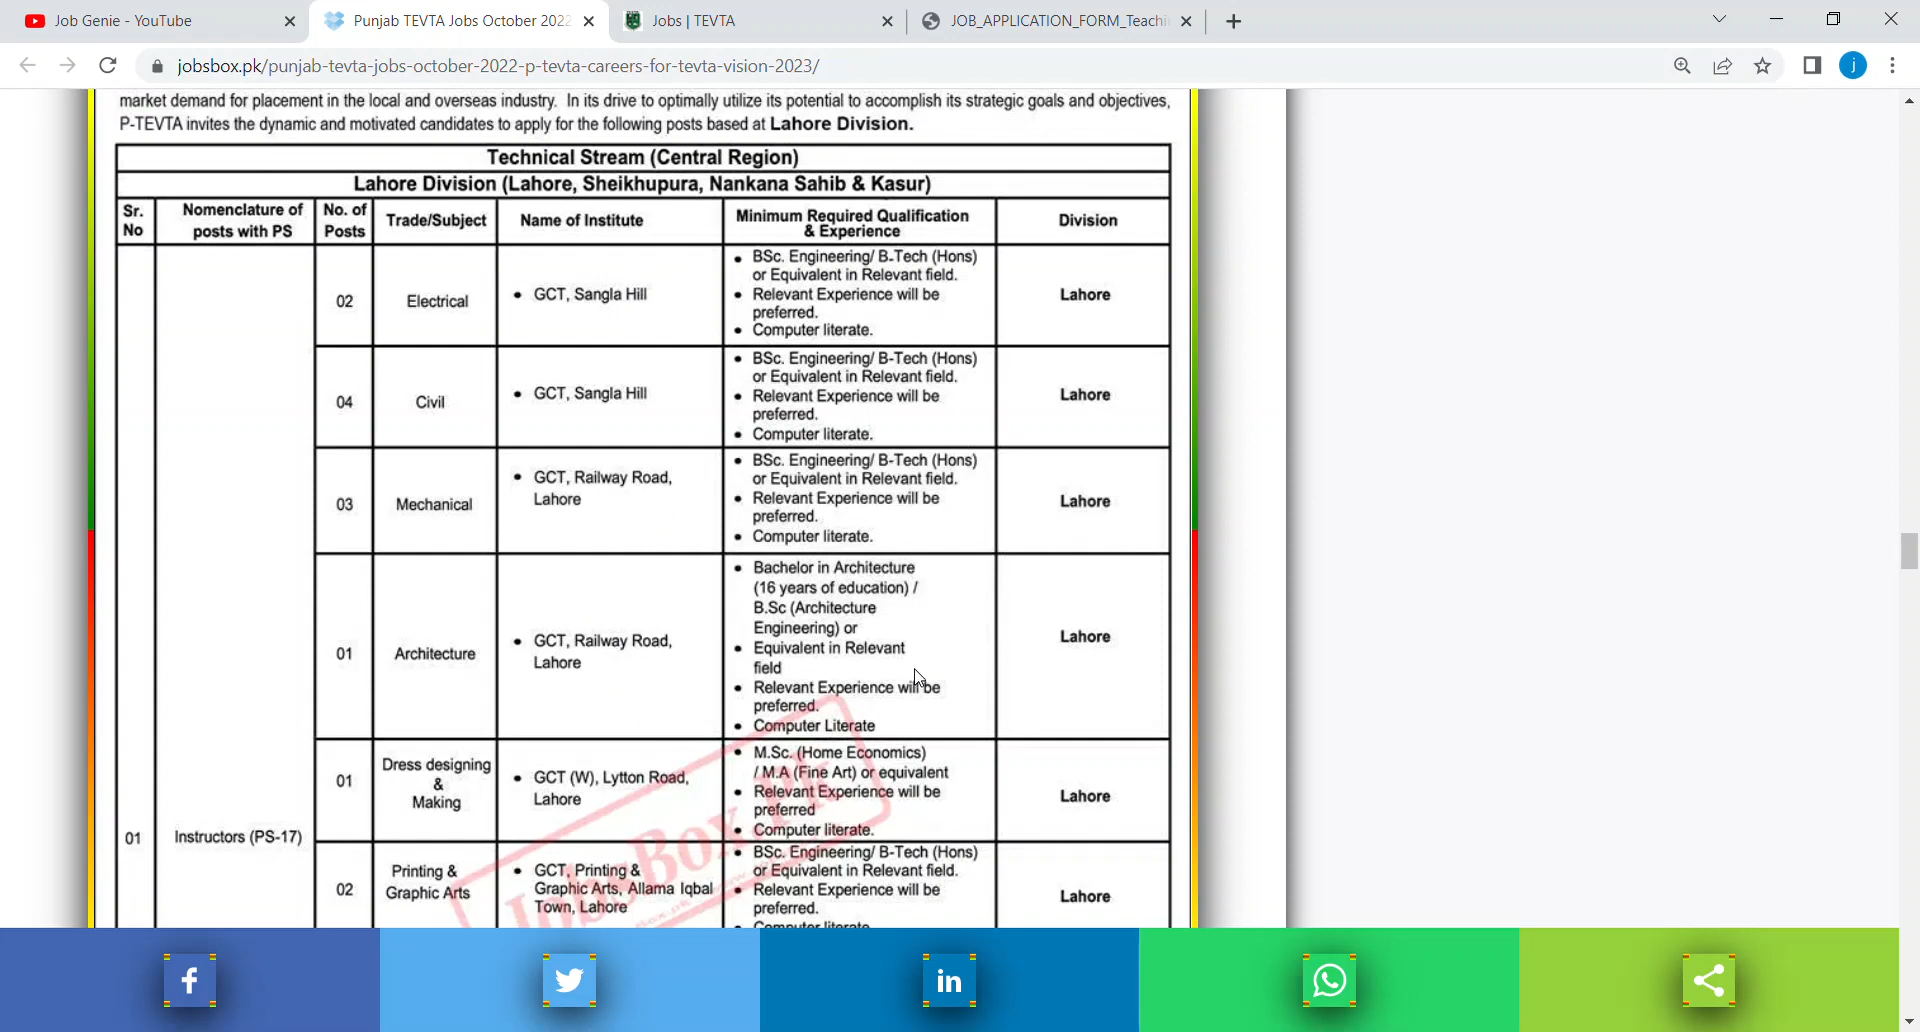 Job Genie - YouTube
Punjab TEVTA Jobs October 2022
Jobs | TEVTA
JOB_APPLICATION_FORM_Teachi
jobsbox.pk/punjab-tevta-jobs-october-2022-p-tevta-careers-for-tevta-vision-2023/
j
market demand for placement in the local and overseas industry. In its drive to optimally utilize its potential to accomplish its strategic goals and objectives,
P-TEVTA invites the dynamic and motivated candidates to apply for the following posts based at Lahore Division.
Technical Stream (Central Region)
Lahore Division (Lahore, Sheikhupura, Nankana Sahib & Kasur)
Sr. No
Nomenclature of posts with PS
No. of Posts
Trade/Subject
Name of Institute
Minimum Required Qualification & Experience
Division
02
Electrical
• GCT, Sangla Hill
• BSc. Engineering/ B-Tech (Hons)
or Equivalent in Relevant field.
• Relevant Experience will be
preferred.
• Computer literate.
Lahore
04
Civil
• GCT, Sangla Hill
• BSc. Engineering/ B-Tech (Hons)
or Equivalent in Relevant field.
• Relevant Experience will be
preferred.
• Computer literate.
Lahore
03
Mechanical
• GCT, Railway Road,
Lahore
• BSc. Engineering/ B-Tech (Hons)
or Equivalent in Relevant field.
• Relevant Experience will be
preferred.
• Computer literate.
Lahore
01
Architecture
• GCT, Railway Road,
Lahore
• Bachelor in Architecture
(16 years of education) /
B.Sc (Architecture
Engineering) or
• Equivalent in Relevant
field
• Relevant Experience will be
preferred.
• Computer Literate
Lahore
01
Dress designing
&
Making
• GCT (W), Lytton Road,
Lahore
• M.Sc. (Home Economics)
/ M.A (Fine Art) or equivalent
• Relevant Experience will be
preferred
• Computer literate.
Lahore
01
Instructors (PS-17)
02
Printing &
Graphic Arts
• GCT, Printing &
Graphic Arts, Allama Iqbal
Town, Lahore
• BSc. Engineering/ B-Tech (Hons)
or Equivalent in Relevant field.
• Relevant Experience will be
preferred.
• Computer literate
Lahore
JobsBox.Pk
f
in